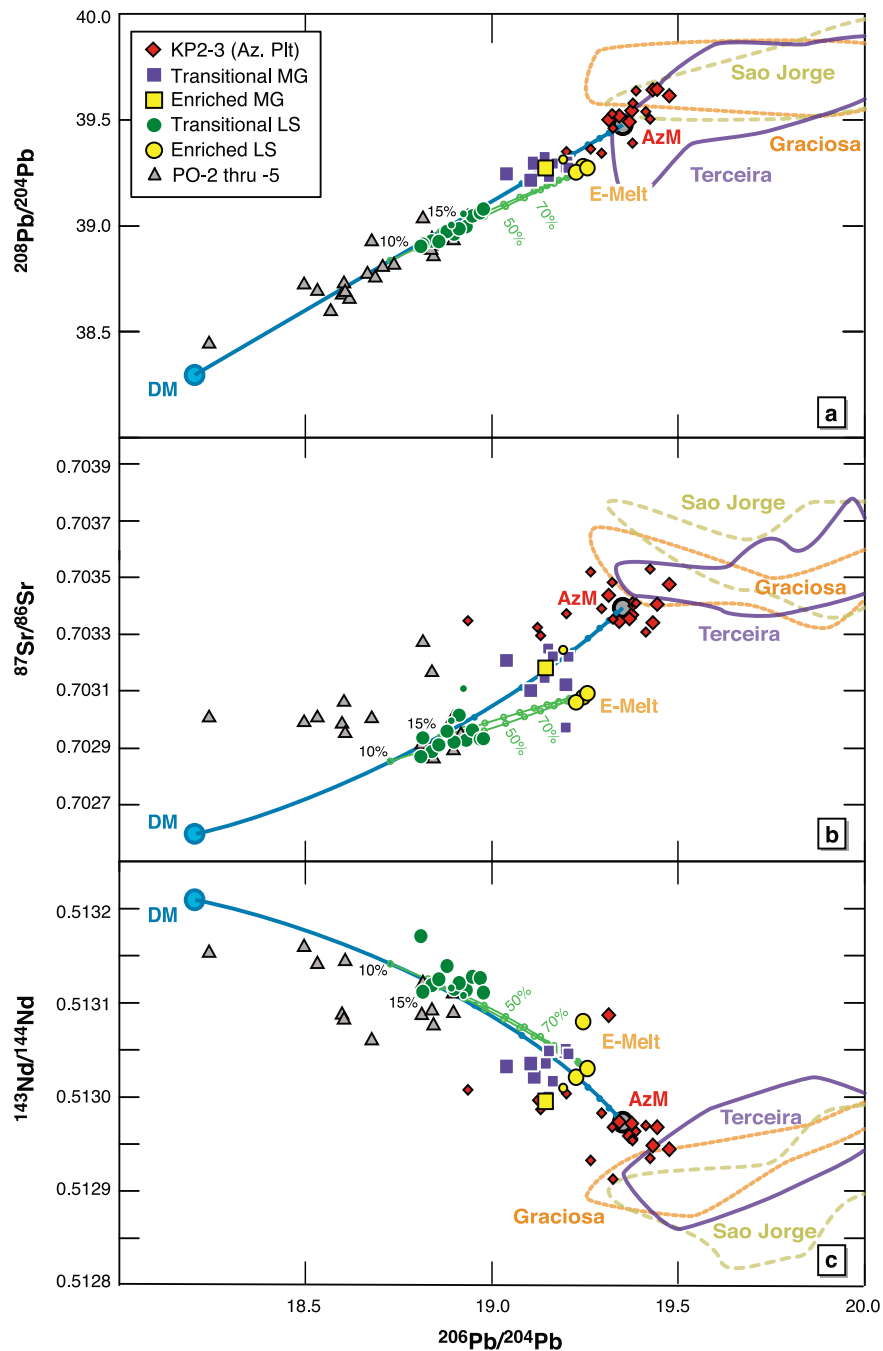 40.0
39.5
39.0
38.5
208Pb/204Pb
KP2-3 (Az. Plt)
Transitional MG
Enriched MG
Transitional LS
Enriched LS
PO-2 thru -5
Sao Jorge
Graciosa
Terceira
AzM
E-Melt
15%
10%
50%
70%
DM
a
0.7039
0.7037
0.7035
0.7033
0.7031
0.7029
0.7027
87Sr/86Sr
Sao Jorge
Graciosa
Terceira
AzM
E-Melt
15%
10%
50%
70%
DM
b
0.5132
0.5131
0.5130
0.5129
0.5128
143Nd/144Nd
DM
10%
15%
50%
70%
E-Melt
AzM
Terceira
Graciosa
Sao Jorge
c
18.5
19.0
19.5
20.0
206Pb/204Pb